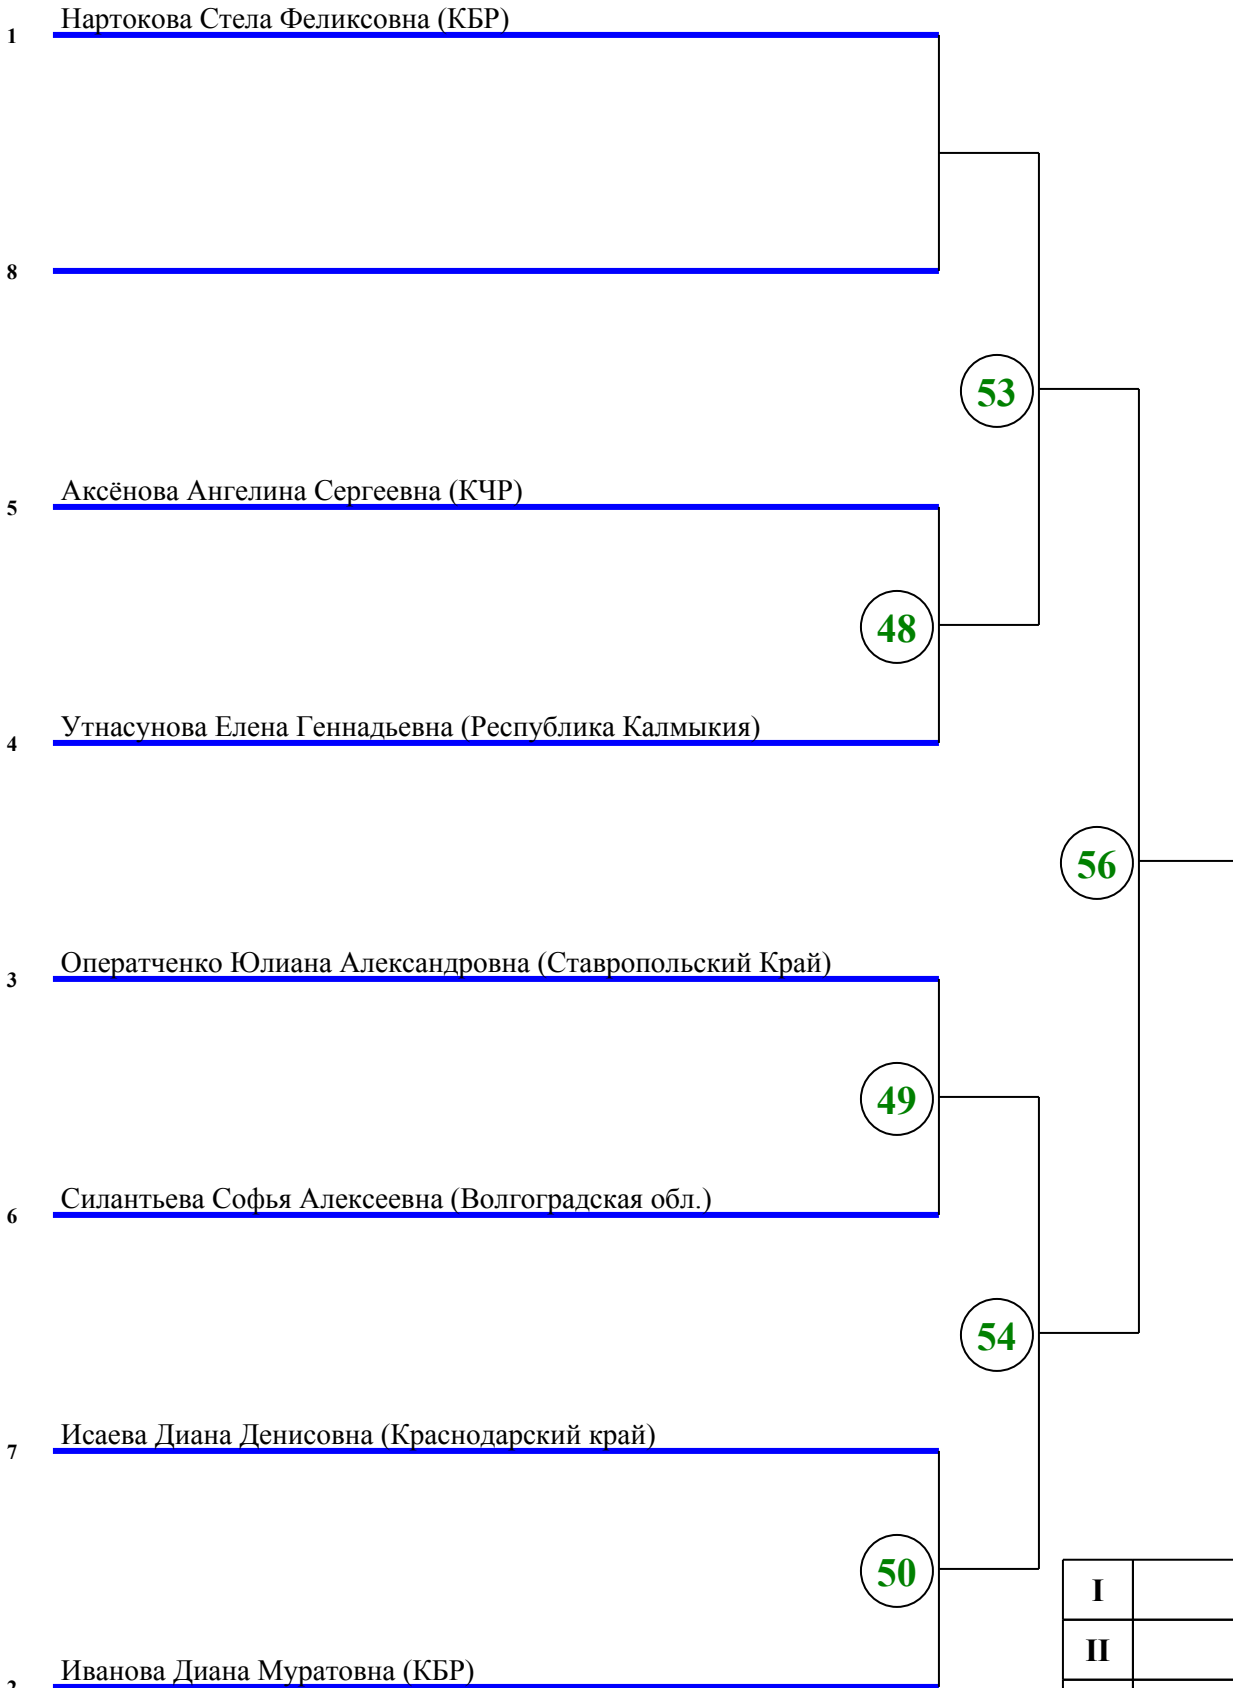 Нартокова Стела Феликсовна (КБР)
1
8
53
Аксёнова Ангелина Сергеевна (КЧР)
5
48
Утнасунова Елена Геннадьевна (Республика Калмыкия)
4
56
Оператченко Юлиана Александровна (Ставропольский Край)
3
49
Силантьева Софья Алексеевна (Волгоградская обл.)
6
54
Исаева Диана Денисовна (Краснодарский край)
7
50
I
II
Иванова Диана Муратовна (КБР)
2